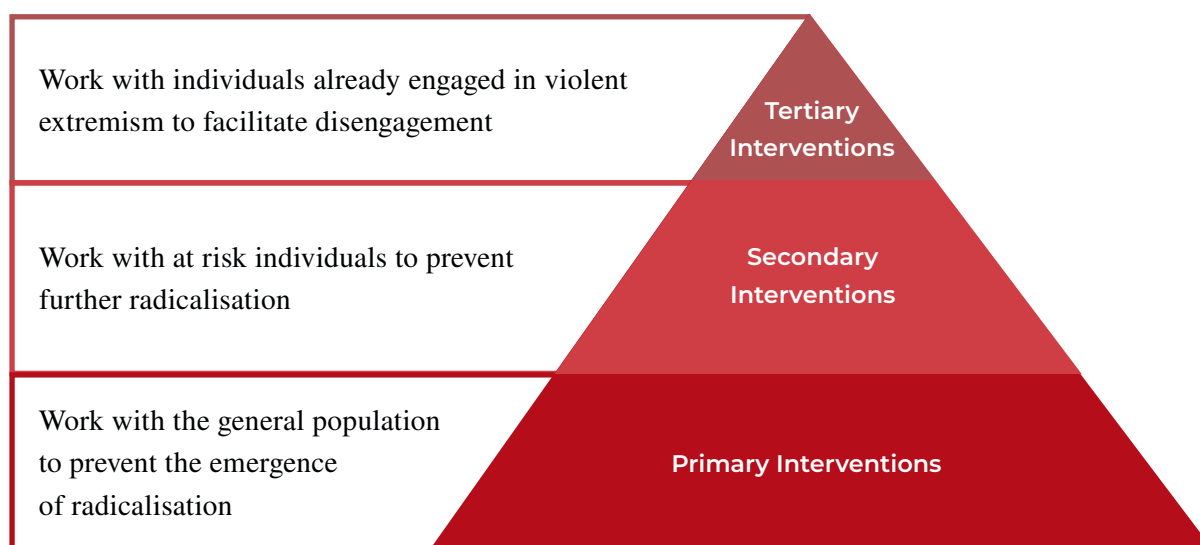 Work with individuals already engaged in violent
extremism to facilitate disengagement
Tertiary
Interventions
Work with at risk individuals to prevent
further radicalisation
Secondary
Interventions
Work with the general population
to prevent the emergence
of radicalisation
Primary Interventions